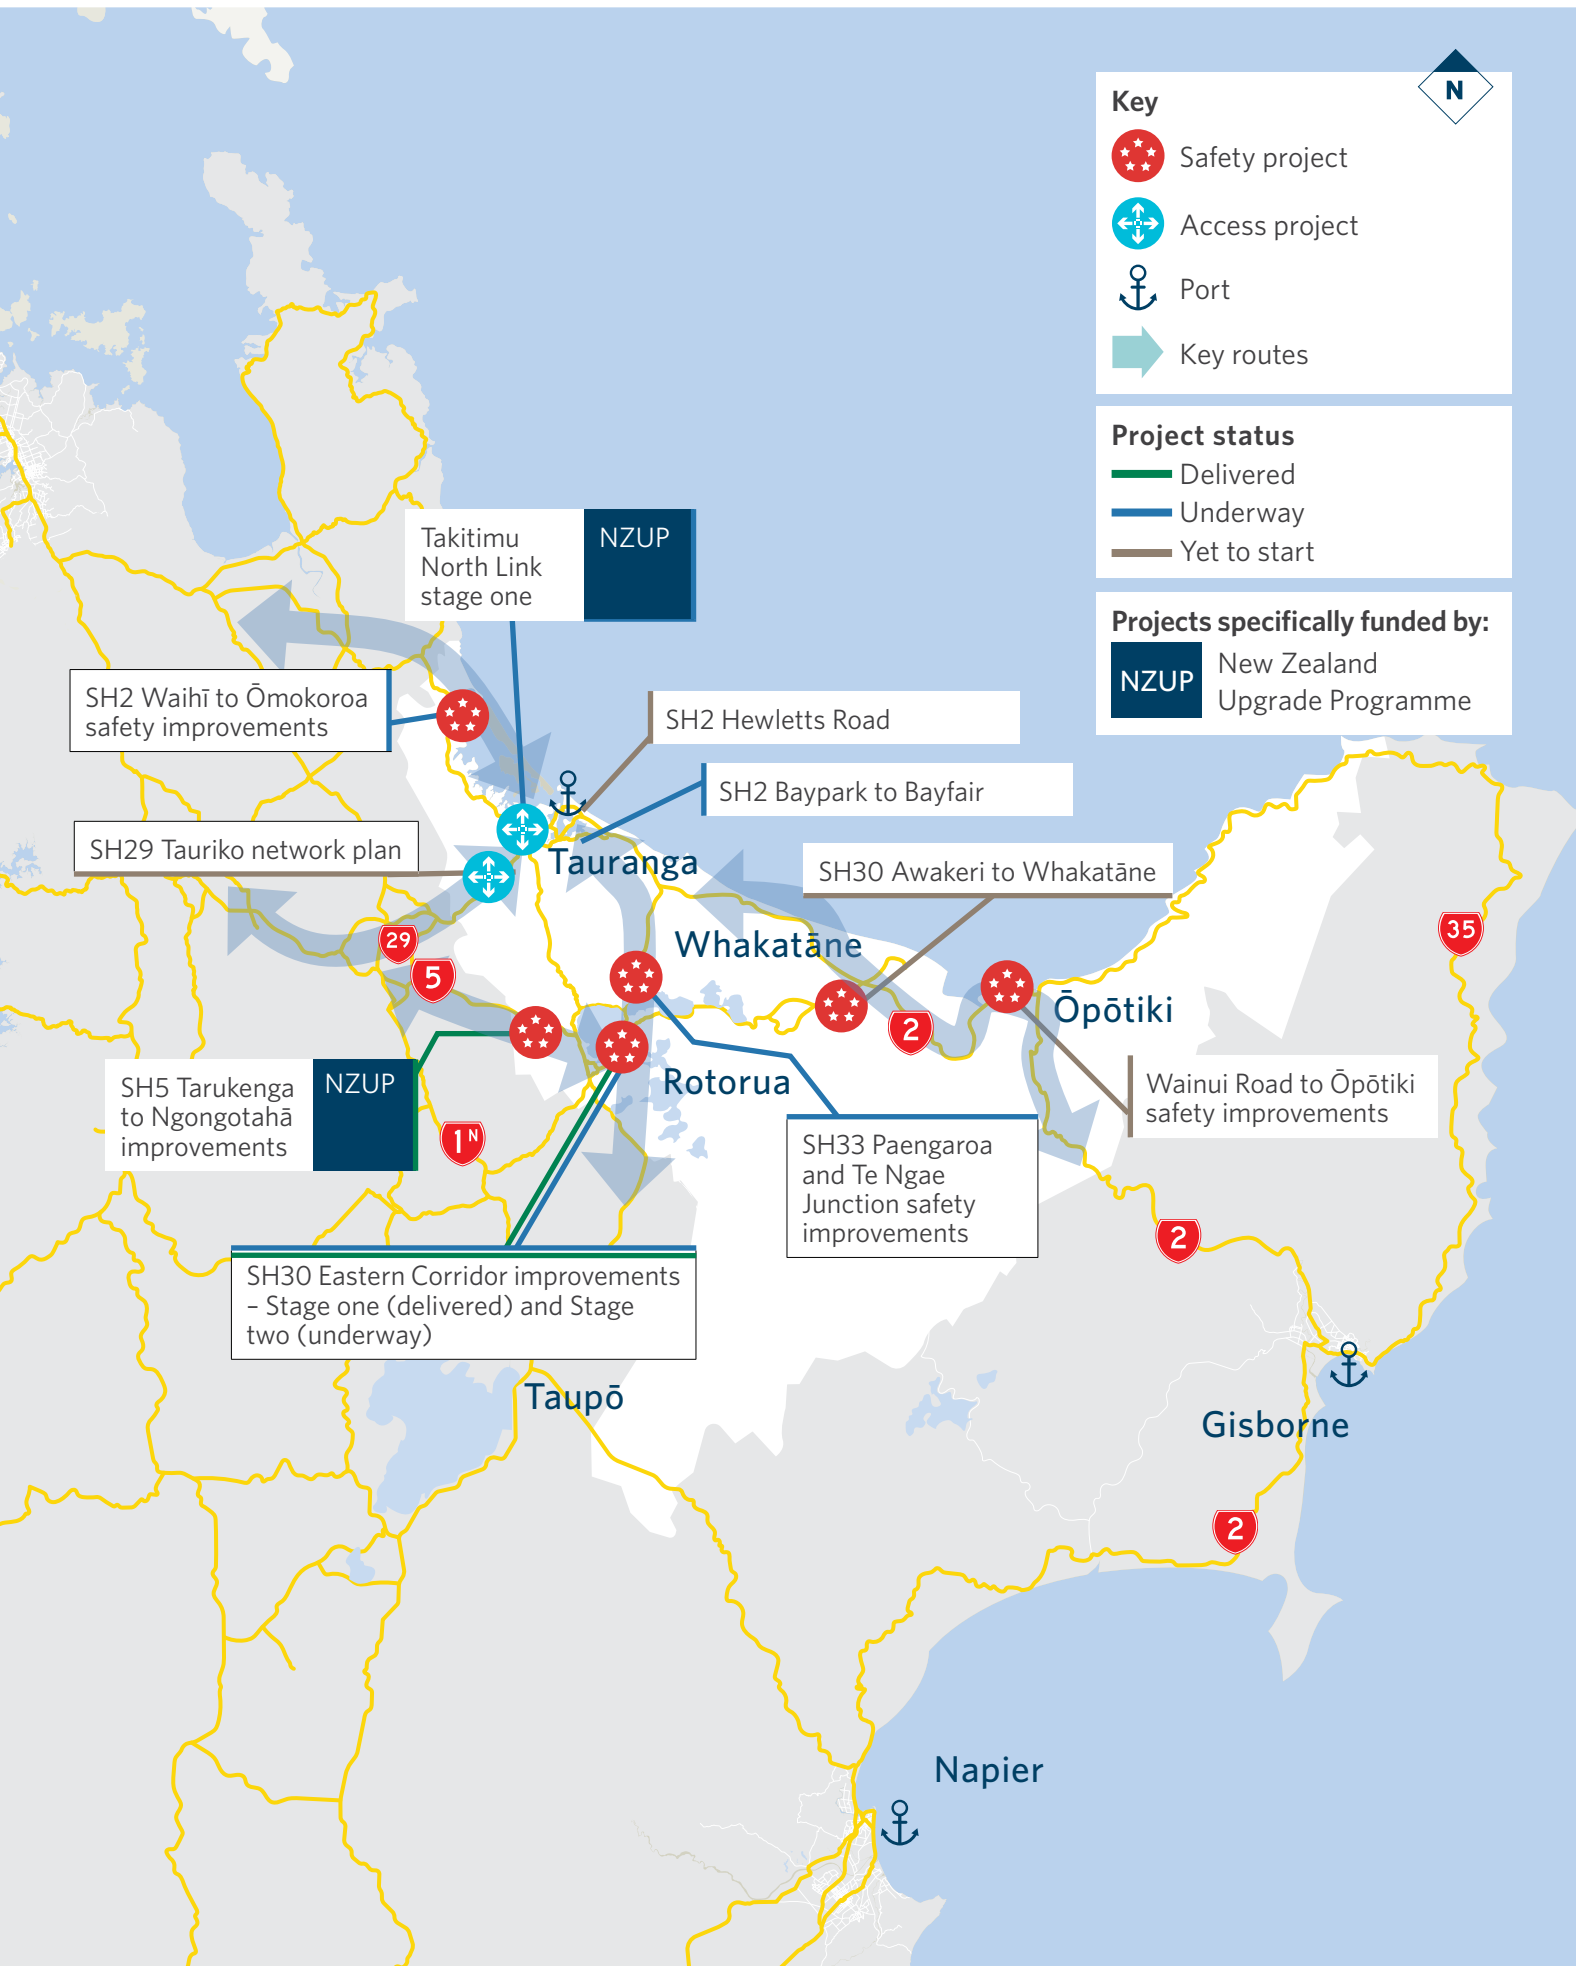 N
Key
Safety project
Access project
Port
Key routes
Project status
Delivered
Underway
Yet to start
Projects specifically funded by:
NZUP
New Zealand
Upgrade Programme
Takitimu
North Link
stage one
NZUP
SH2 Waihī to Ōmokoroa
safety improvements
SH2 Hewletts Road
SH2 Baypark to Bayfair
SH29 Tauriko network plan
Tauranga
SH30 Awakeri to Whakatāne
29
5
Whakatāne
35
2
Ōpōtiki
SH5 Tarukenga
to Ngongotahā
improvements
NZUP
Rotorua
Wainui Road to Ōpōtiki
safety improvements
1N
SH33 Paengaroa
and Te Ngae
Junction safety
improvements
2
SH30 Eastern Corridor improvements
– Stage one (delivered) and Stage
two (underway)
Taupō
Gisborne
2
Napier